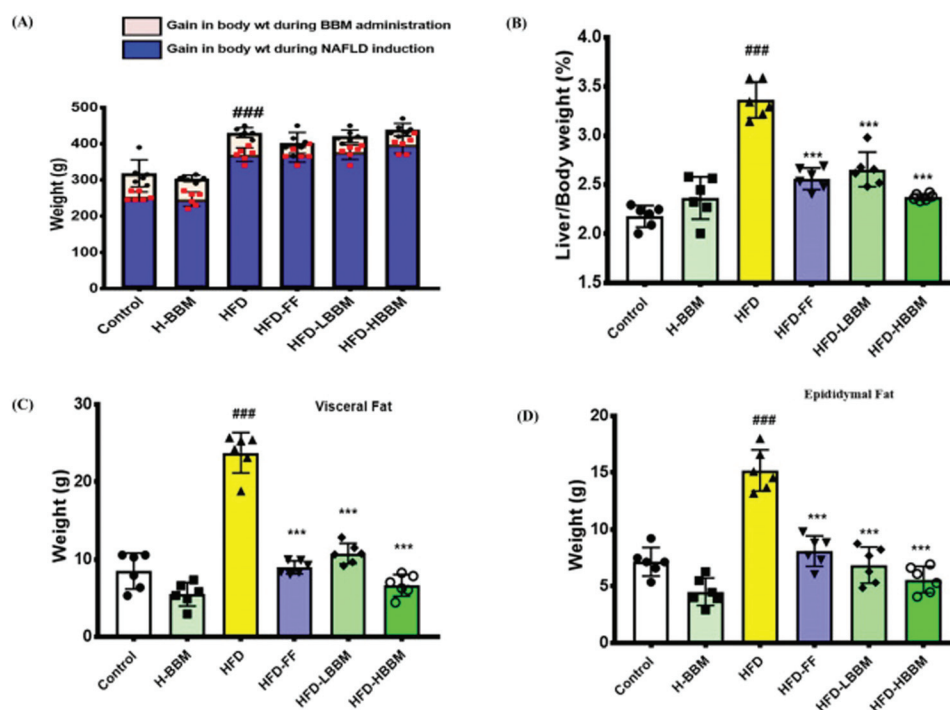 (A)
Gain in body wt during BBM administration
Gain in body wt during NAFLD induction
###
Weight (g)
500
400
300
400
200
100
0
Control
H-BBM
HFD
HFD-FF
HFD-LBBM
HFD-HBBM
(B)
###
***
***
***
Liver/Body weight (%)
4.0
3.5
3.0
2.5
2.0
1.5
Control
H-BBM
HFD
HFD-FF
HFD-LBBM
HFD-HBBM
(C)
Visceral Fat
###
***
***
***
Weight (g)
30
20
10
0
Control
H-BBM
HFD
HFD-FF
HFD-LBBM
HFD-HBBM
(D)
Epididymal Fat
###
***
***
***
Weight (g)
20
15
10
5
0
Control
H-BBM
HFD
HFD-FF
HFD-LBBM
HFD-HBBM